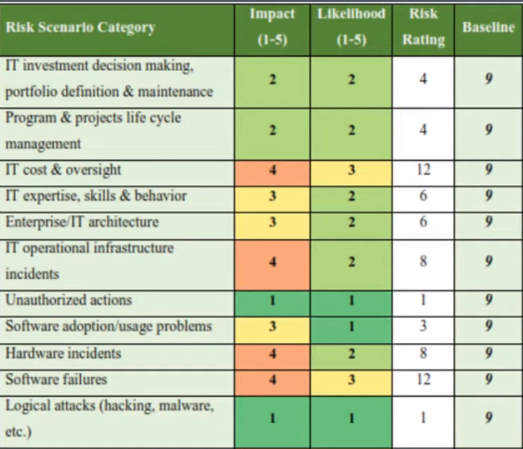 Risk Scenario Category Impact (1-5) Likelihood (1-5) Risk Rating Baseline
IT investment decision making,
portfolio definition & maintenance 2 2 4 9
Program & projects life cycle
management 2 2 4 9
IT cost & oversight 4 3 12 9
IT expertise, skills & behavior 3 2 6 9
Enterprise/IT architecture 3 2 6 9
IT operational infrastructure
incidents 4 2 8 9
Unauthorized actions 1 1 1 9
Software adoption/usage problems 3 1 3 9
Hardware incidents 4 2 8 9
Software failures 4 3 12 9
Logical attacks (hacking, malware,
etc.) 1 1 1 9